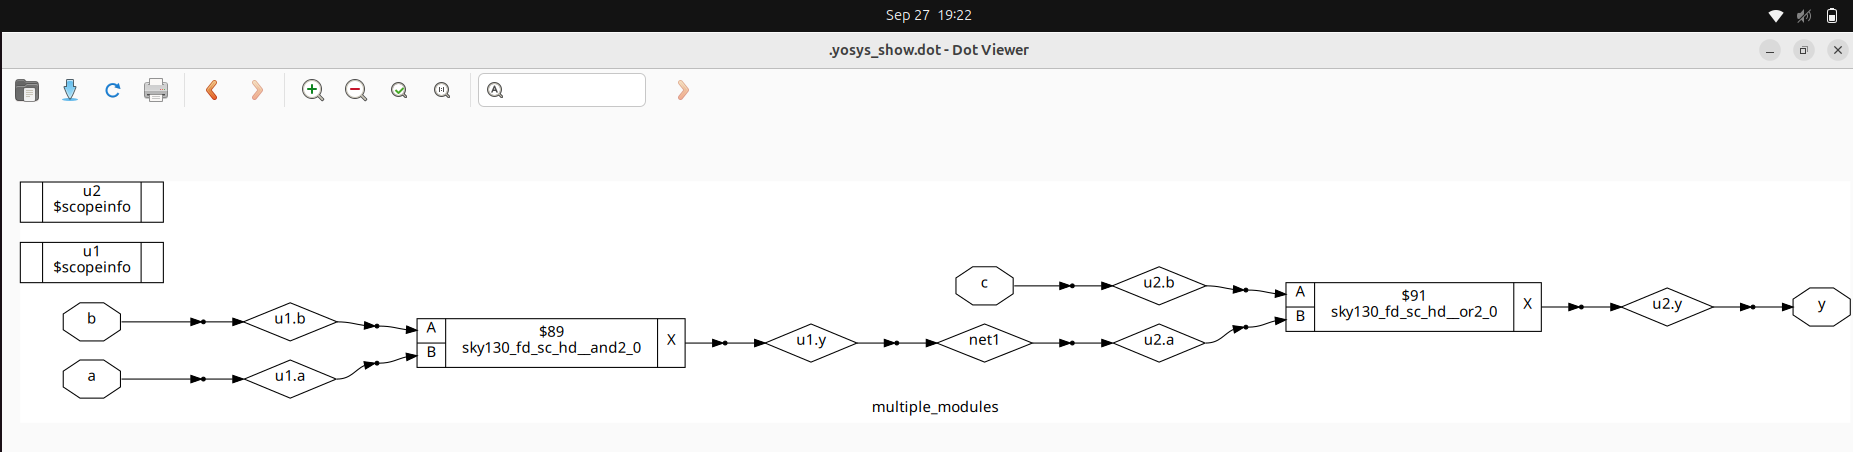 Sep 27 19:22
.yosys_show.dot - Dot Viewer
u2
$scopeinfo
u1
$scopeinfo
b
u1.b
a
u1.a
A
B
$89
sky130_fd_sc_hd__and2_0
X
u1.y
net1
c
u2.b
u2.a
A
B
$91
sky130_fd_sc_hd__or2_0
X
u2.y
y
multiple_modules